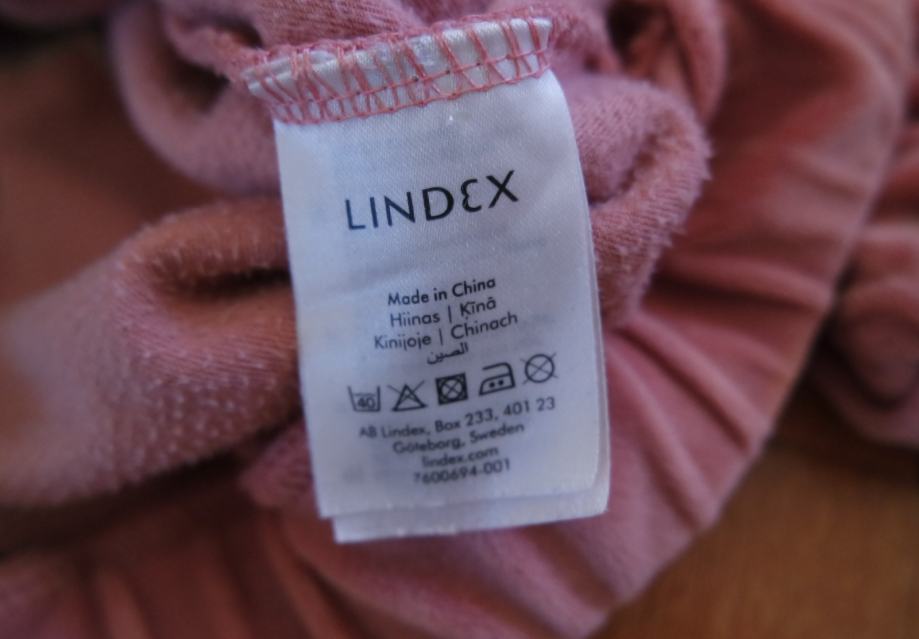 LINDEX
Made in China
Hiinas | Ķīnā
Kinijoje | Chinach
الصين
40
AB Lindex, Box 233, 401 23
Göteborg, Sweden
lindex.com
7600694-001